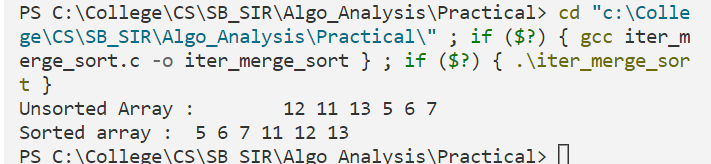 PS C:\College\CS\SB_SIR\Algo_Analysis\Practical> cd "c:\Colle
ge\CS\SB_SIR\Algo_Analysis\Practical\" ; if ($?) { gcc iter_m
erge_sort.c -o iter_merge_sort } ; if ($?) { .\iter_merge_sor
t }
Unsorted Array :        12 11 13 5 6 7
Sorted array :  5 6 7 11 12 13
PS C:\College\CS\SB_SIR\Algo_Analysis\Practical>